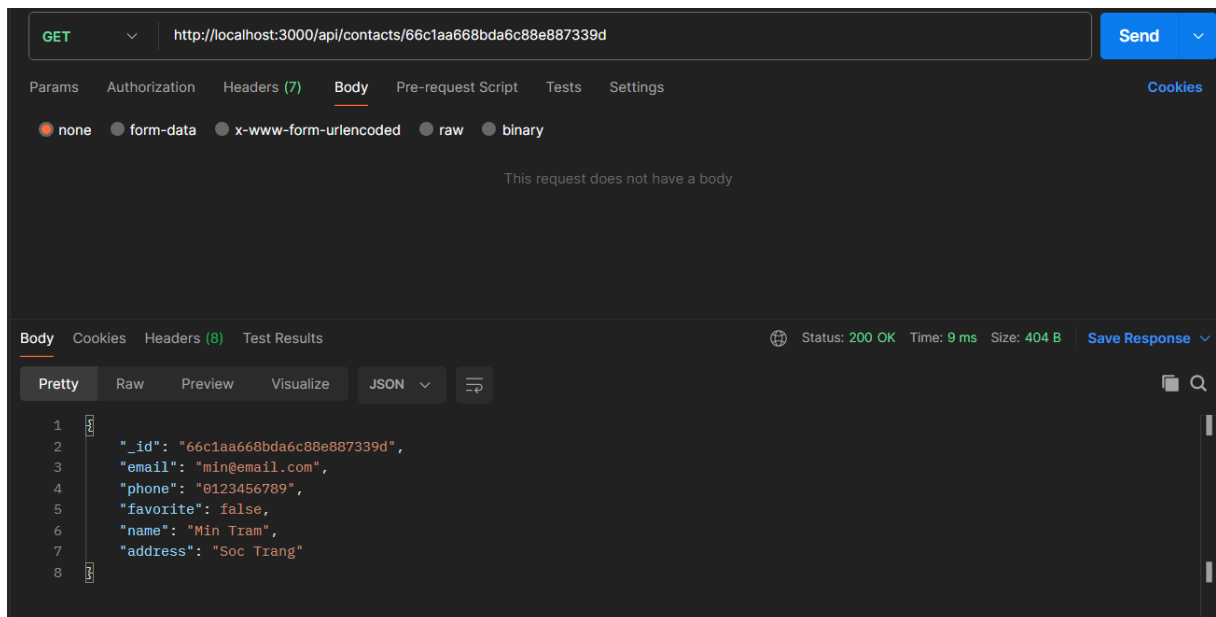 GET http://localhost:3000/api/contacts/66c1aa668bda6c88e887339d Send
Params Authorization Headers (7) Body Pre-request Script Tests Settings Cookies
none form-data x-www-form-urlencoded raw binary
This request does not have a body
Body Cookies Headers (8) Test Results Status: 200 OK Time: 9 ms Size: 404 B Save Response
Pretty Raw Preview Visualize JSON
1 {
2 "_id": "66c1aa668bda6c88e887339d",
3 "email": "min@email.com",
4 "phone": "0123456789",
5 "favorite": false,
6 "name": "Min Tram",
7 "address": "Soc Trang"
8 }